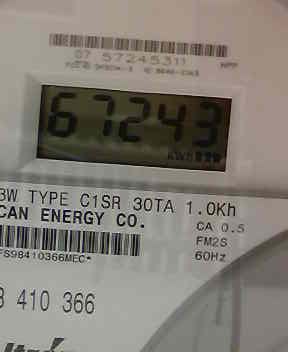 07 57245311
67243
KWH
3W TYPE C1SR 30TA 1.0Kh
CAN ENERGY CO.
CA 0.5
FM2S
60Hz
FS98410366MEC*
8 410 366